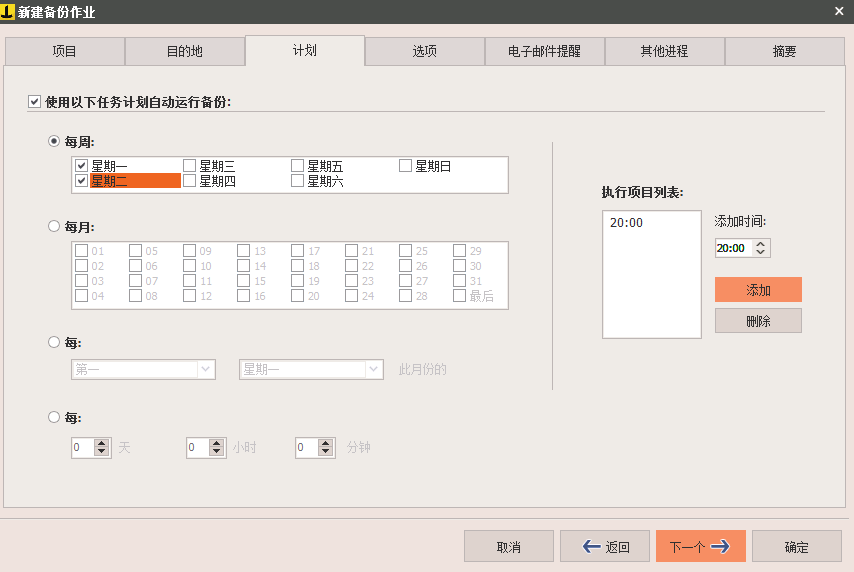 新建备份作业
项目 目的地 计划 选项 电子邮件提醒 其他进程 摘要
使用以下任务计划自动运行备份:
每周:
星期一 星期三 星期五 星期日
星期二 星期四 星期六
每月:
01 05 09 13 17 21 25 29
02 06 10 14 18 22 26 30
03 07 11 15 19 23 27 31
04 08 12 16 20 24 28 最后
每:
第一 星期一 此月份的
每:
0 天 0 小时 0 分钟
执行项目列表:
20:00
添加时间:
20:00
添加
删除
取消 返回 下一个 确定